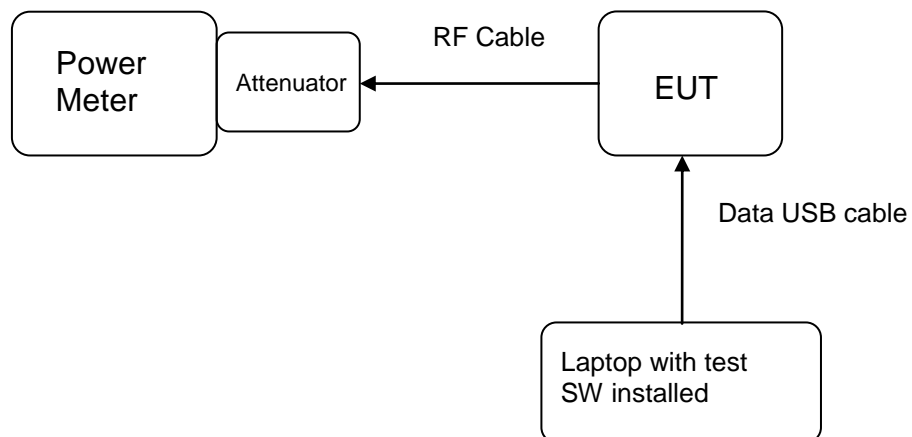 Power
Meter
Attenuator
RF Cable
EUT
Data USB cable
Laptop with test
SW installed